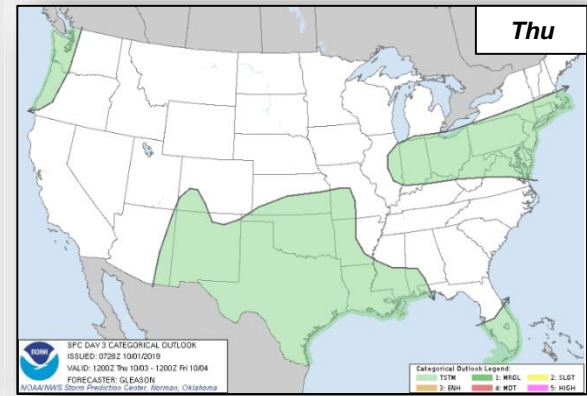 Thu
SPC DAY 3 CATEGORICAL OUTLOOK
ISSUED: 0726Z 10/01/2019
VALID: 1200Z Thu 10/03 - 1200Z Fri 10/04
FORECASTER: GLEASON
NOAA/NWS Storm Prediction Center, Norman, Oklahoma
NOAA
Categorical Outlook Legend:
TSTM 1: MRGL 2: SLGT
3: ENH 4: MDT 5: HIGH